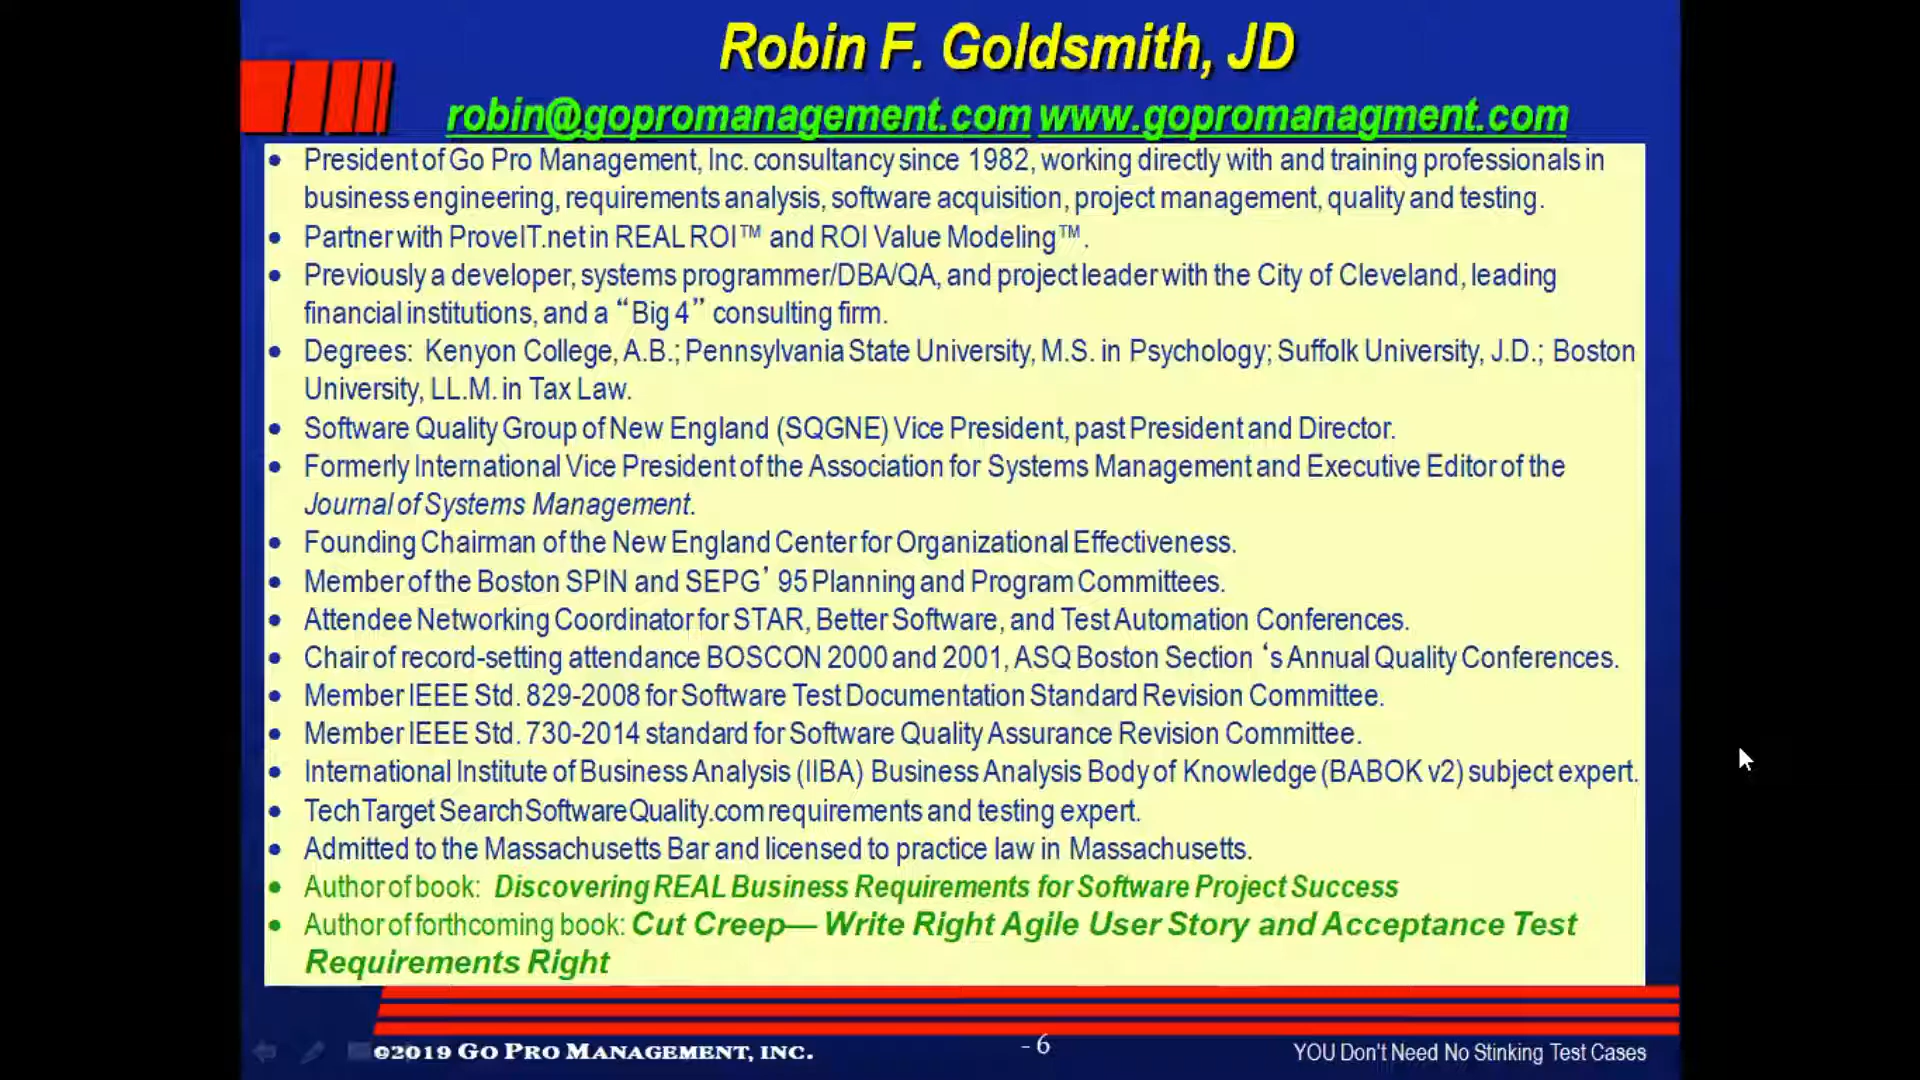 Robin F. Goldsmith, JD
robin@gopromanagement.com www.gopromanagment.com
• President of Go Pro Management, Inc. consultancy since 1982, working directly with and training professionals in
business engineering, requirements analysis, software acquisition, project management, quality and testing.
• Partner with ProveIT.net in REAL ROI™ and ROI Value Modeling™.
• Previously a developer, systems programmer/DBA/QA, and project leader with the City of Cleveland, leading
financial institutions, and a “Big 4” consulting firm.
• Degrees: Kenyon College, A.B.; Pennsylvania State University, M.S. in Psychology; Suffolk University, J.D.; Boston
University, LL.M. in Tax Law.
• Software Quality Group of New England (SQGNE) Vice President, past President and Director.
• Formerly International Vice President of the Association for Systems Management and Executive Editor of the
Journal of Systems Management.
• Founding Chairman of the New England Center for Organizational Effectiveness.
• Member of the Boston SPIN and SEPG’ 95 Planning and Program Committees.
• Attendee Networking Coordinator for STAR, Better Software, and Test Automation Conferences.
• Chair of record-setting attendance BOSCON 2000 and 2001, ASQ Boston Section ‘s Annual Quality Conferences.
• Member IEEE Std. 829-2008 for Software Test Documentation Standard Revision Committee.
• Member IEEE Std. 730-2014 standard for Software Quality Assurance Revision Committee.
• International Institute of Business Analysis (IIBA) Business Analysis Body of Knowledge (BABOK v2) subject expert.
• TechTarget SearchSoftwareQuality.com requirements and testing expert.
• Admitted to the Massachusetts Bar and licensed to practice law in Massachusetts.
• Author of book: Discovering REAL Business Requirements for Software Project Success
• Author of forthcoming book: Cut Creep— Write Right Agile User Story and Acceptance Test
Requirements Right
©2019 GO PRO MANAGEMENT, INC.
- 6
YOU Don't Need No Stinking Test Cases